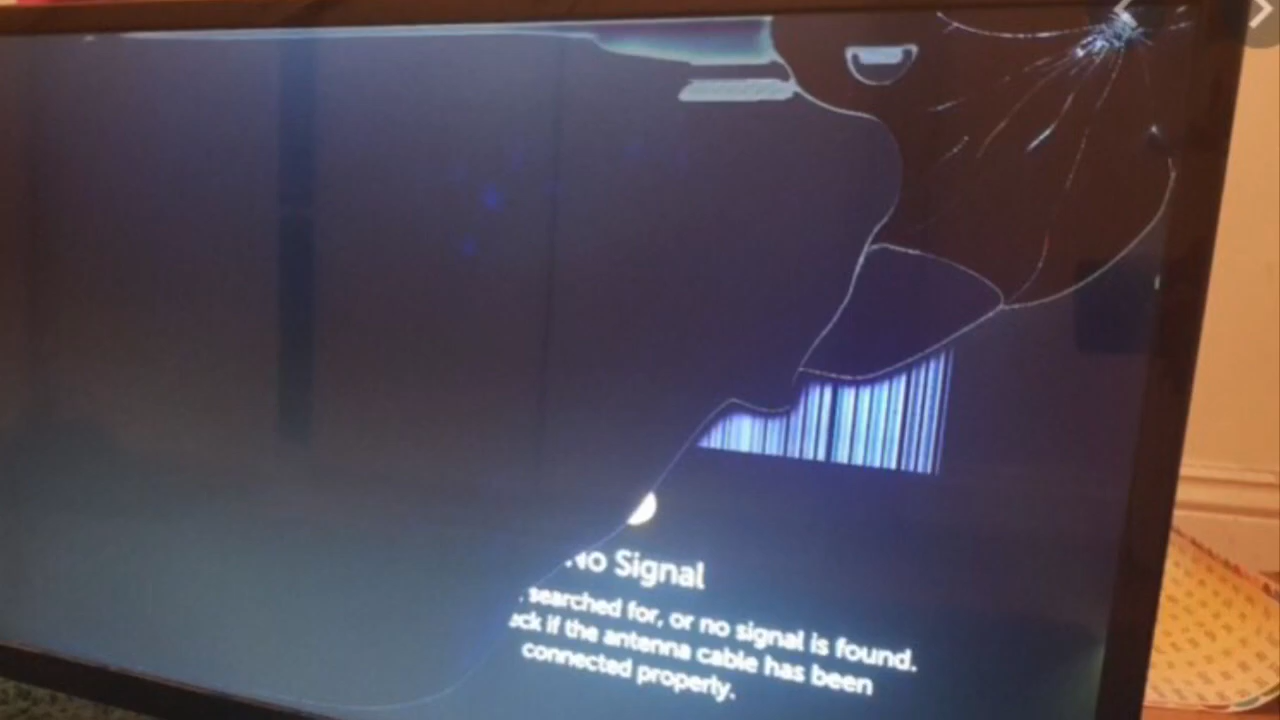 No Signal
searched for, or no signal is found.
if the antenna cable has been
connected properly.